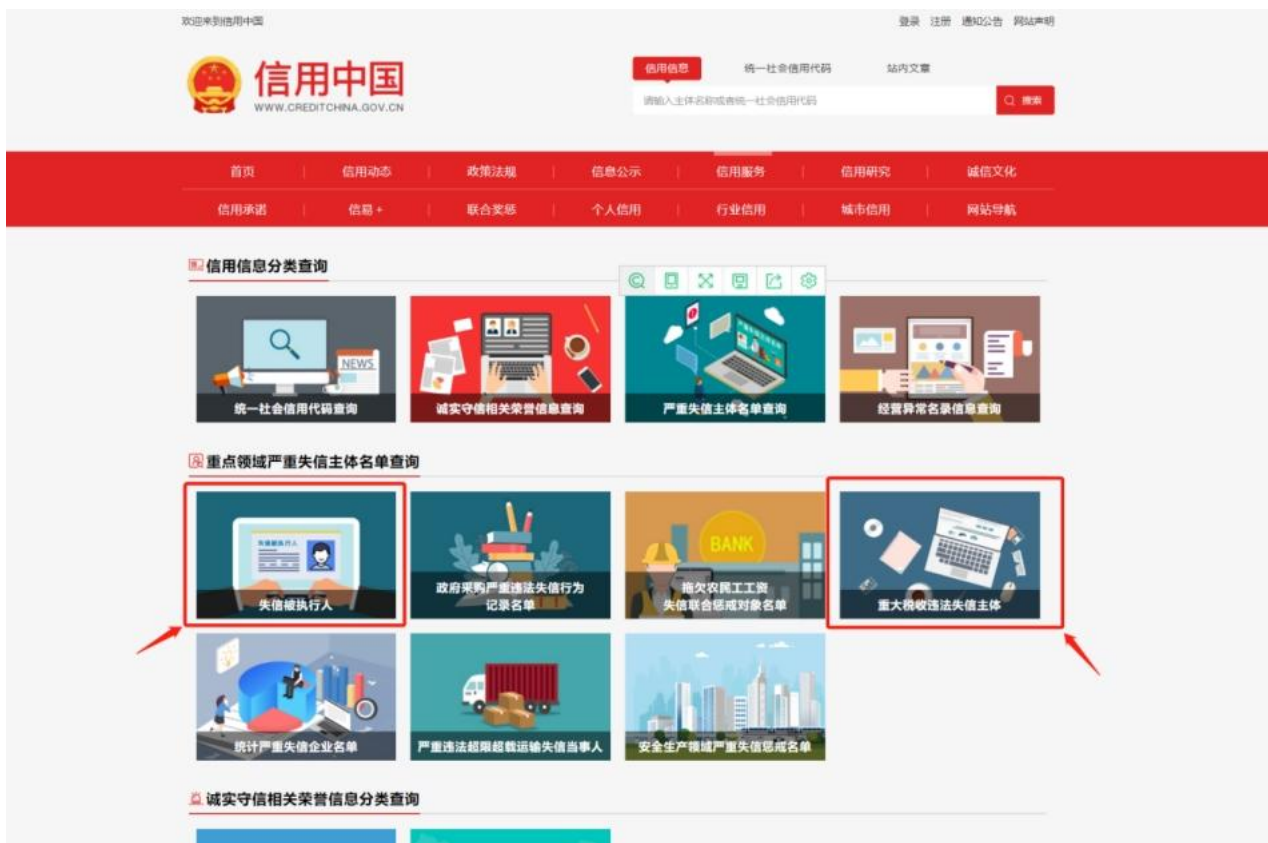 欢迎来到信用中国
登录 注册 通知公告 网站声明
信用中国
WWW.CREDITCHINA.GOV.CN
信用信息 统一社会信用代码 站内文章
请输入主体名称或者统一社会信用代码 搜索
首页 信用动态 政策法规 信息公示 信用服务 信用研究 诚信文化
信用承诺 信易+ 联合奖惩 个人信用 行业信用 城市信用 网站导航
信用信息分类查询
NEWS
统一社会信用代码查询
诚实守信相关荣誉信息查询
严重失信主体名单查询
经营异常名录信息查询
重点领域严重失信主体名单查询
失信被执行人
失信被执行人
政府采购严重违法失信行为
记录名单
BANK
拖欠农民工工资
失信联合惩戒对象名单
重大税收违法失信主体
统计严重失信企业名单
严重违法超限超载运输失信当事人
安全生产领域严重失信惩戒名单
诚实守信相关荣誉信息分类查询